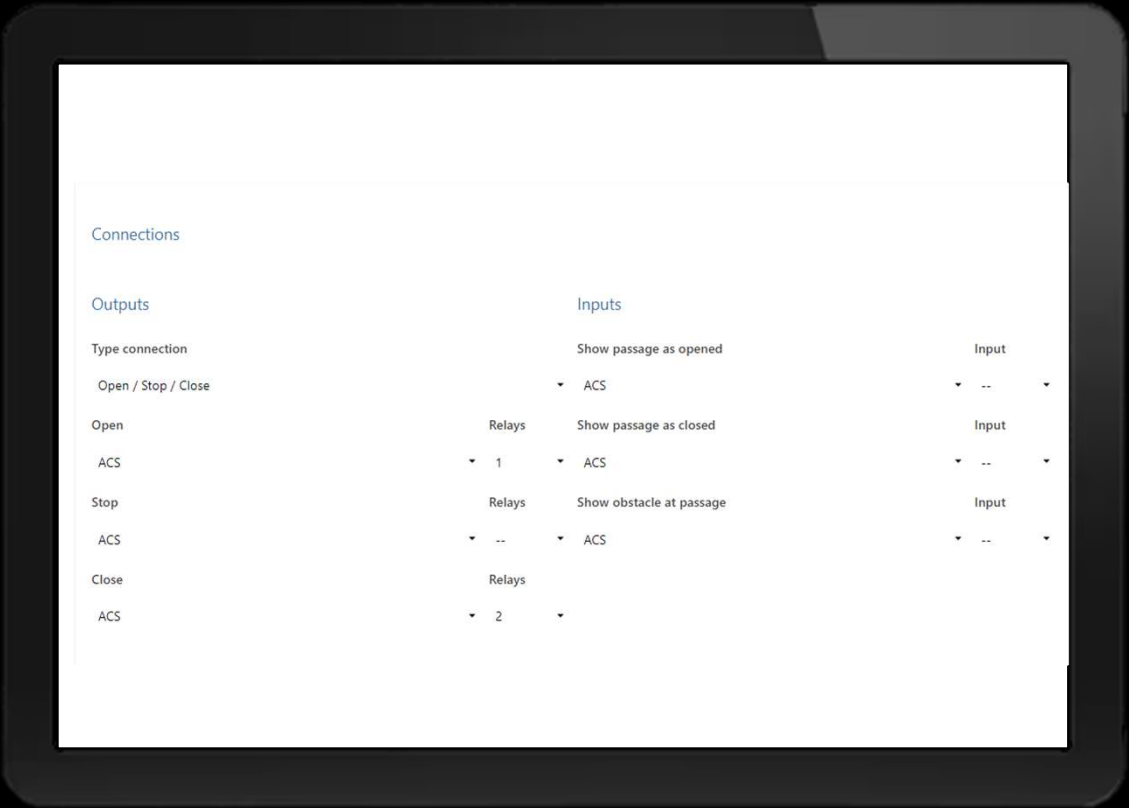 Connections
Outputs
Inputs
Type connection
Show passage as opened
Input
Open / Stop / Close
ACS
--
Open
Relays
Show passage as closed
Input
ACS
1
ACS
--
Stop
Relays
Show obstacle at passage
Input
ACS
--
ACS
--
Close
Relays
ACS
2